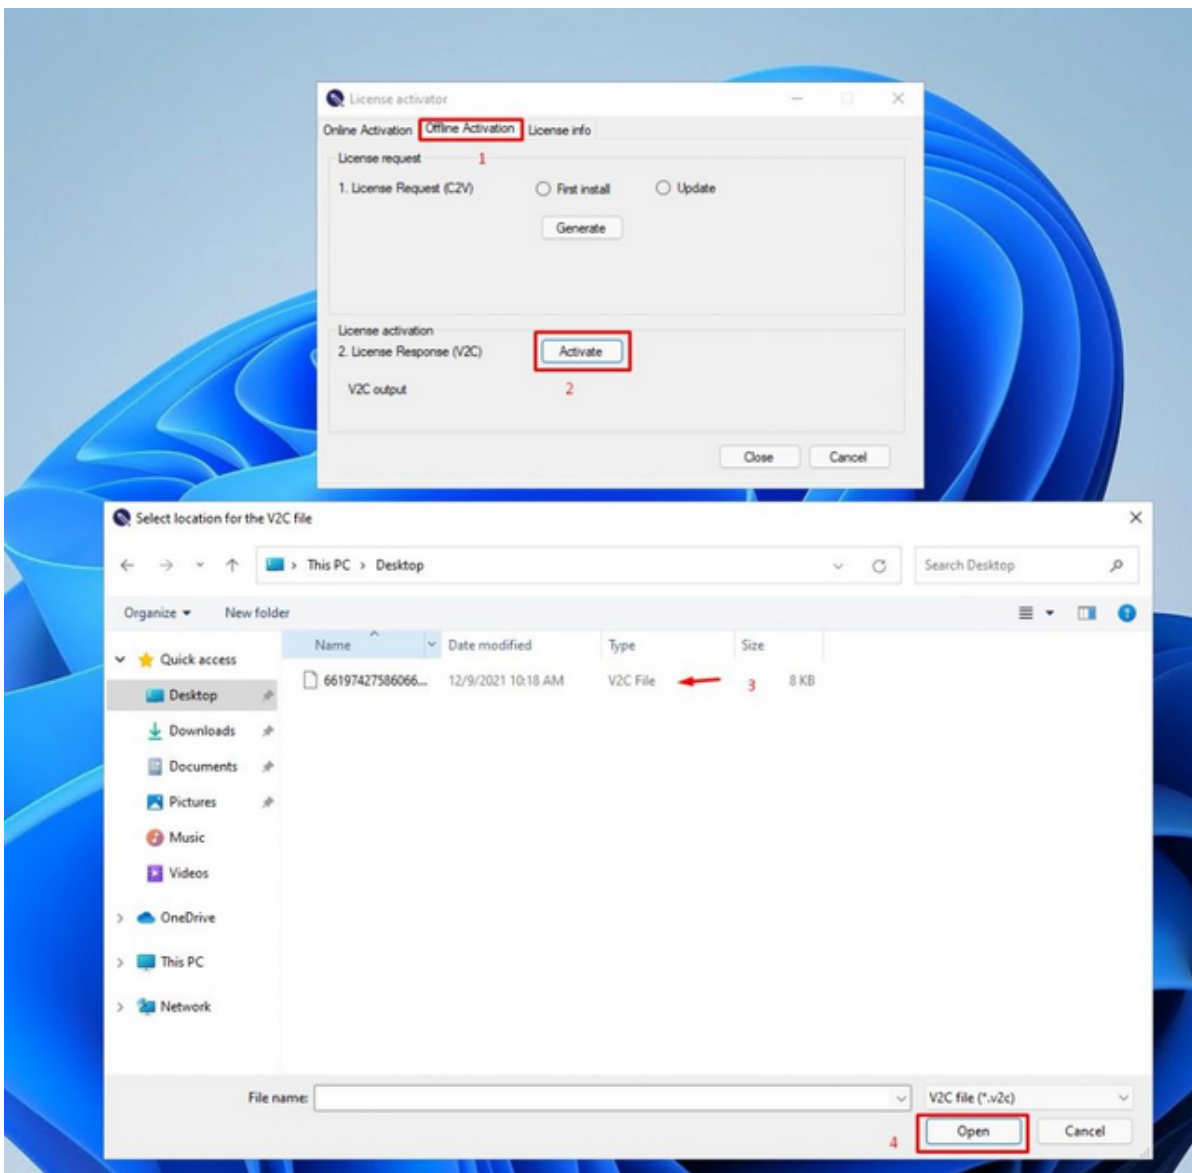 License activator
Online Activation Offline Activation License info
License request 1
1. License Request (C2V) First install Update
Generate
License activation
2. License Response (V2C) Activate
V2C output 2
Close Cancel
Select location for the V2C file
This PC > Desktop Search Desktop
Organize New folder
Name Date modified Type Size
Quick access
66197427586066... 12/9/2021 10:18 AM V2C File 3 8 KB
Desktop
Downloads
Documents
Pictures
Music
Videos
OneDrive
This PC
Network
File name: V2C file (*.v2c)
4 Open Cancel